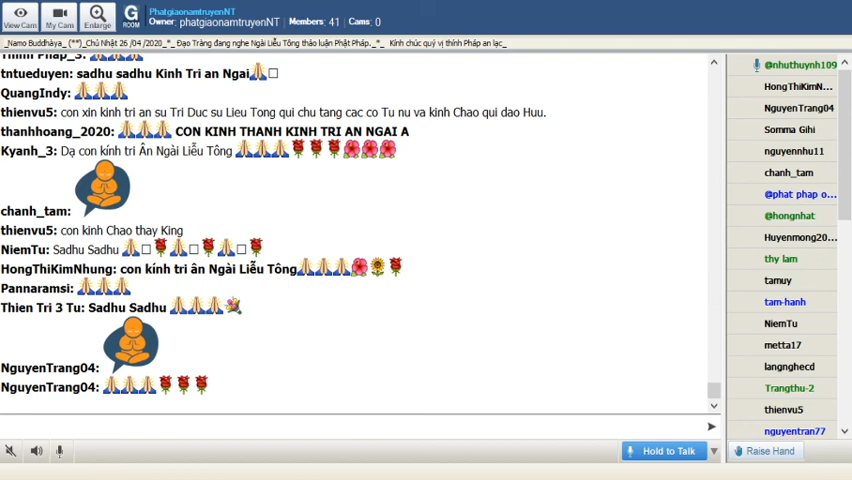 View Cam
My Cam
Enlarge
G
ROOM
PhatgiaonamtruyenNT
Owner: phatgiaonamtruyenNT Members: 41 Cams: 0
_Namo Buddhàya_ (**)_Chủ Nhật 26 /04 /2020_*_ Đạo Tràng đang nghe Ngài Liễu Tông thảo luận Phật Pháp._*_ Kính chúc quý vị thính Pháp an lạc_
Thinh Phap_3:
tntueduyen: sadhu sadhu Kinh Tri an Ngai
QuangIndy:
thienvu5: con xin kinh tri an su Tri Duc su Lieu Tong qui chu tang cac co Tu nu va kinh Chao qui dao Huu.
thanhhoang_2020: CON KINH THANH KINH TRI AN NGAI A
Kyanh_3: Dạ con kính tri Ân Ngài Liễu Tông
chanh_tam:
thienvu5: con kinh Chao thay King
NiemTu: Sadhu Sadhu
HongThiKimNhung: con kính tri ân Ngài Liễu Tông
Pannaramsi:
Thien Tri 3 Tu: Sadhu Sadhu
NguyenTrang04:
NguyenTrang04:
Hold to Talk
@nhuthuynh109
HongThiKimN...
NguyenTrang04
Somma Gihi
nguyennhu11
chanh_tam
@phat phap o...
@hongnhat
Huyenmong20...
thy lam
tamuy
tam-hanh
NiemTu
metta17
langnghecd
Trangthu-2
thienvu5
nguyentran77
Raise Hand